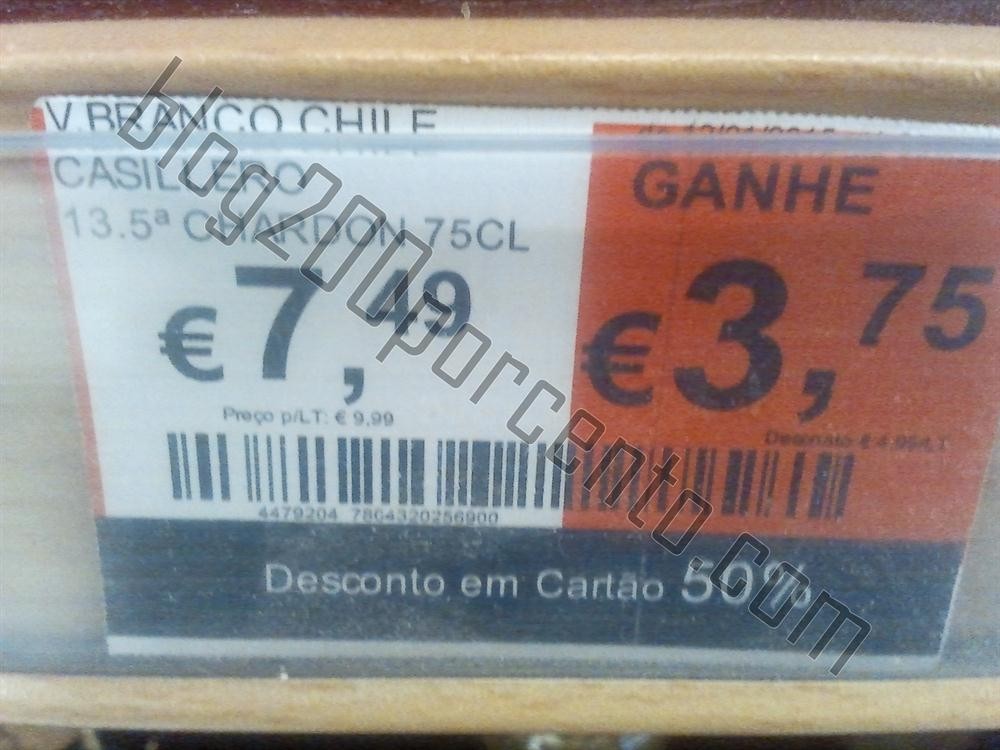 V.BRANCO CHILE
CASILLERO
13.5ª CHARDON 75CL
€7,49
Preço p/LT: € 9,99
4479204 7864320256900
GANHE
€3,75
Desconto em Cartão 50%
blog200porcento.com